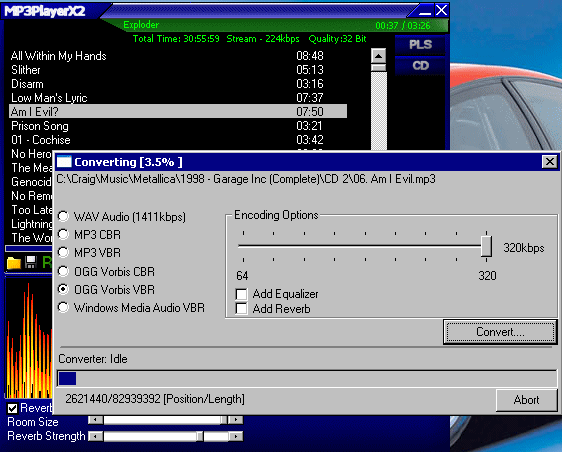 MP3PlayerX2
Exploder 00:37 / 03:26
Total Time: 30:55:59 Stream - 224kbps Quality:32 Bit
PLS
CD
All Within My Hands 08:48
Slither 05:13
Disarm 03:16
Low Man's Lyric 07:37
Am I Evil? 07:50
Prison Song 03:21
01 - Cochise 03:42
No Hero
The Mea
Genocid
No Rem
Too Late
Lightning
The Wor
Converting [3.5% ]
C:\Craig\Music\Metallica\1998 - Garage Inc (Complete)\CD 2\06. Am I Evil.mp3
WAV Audio (1411kbps)
MP3 CBR
MP3 VBR
OGG Vorbis CBR
OGG Vorbis VBR
Windows Media Audio VBR
Encoding Options
320kbps
64 320
Add Equalizer
Add Reverb
Convert....
Converter: Idle
2621440/82939392 [Position/Length]
Abort
Reverb
Room Size
Reverb Strength